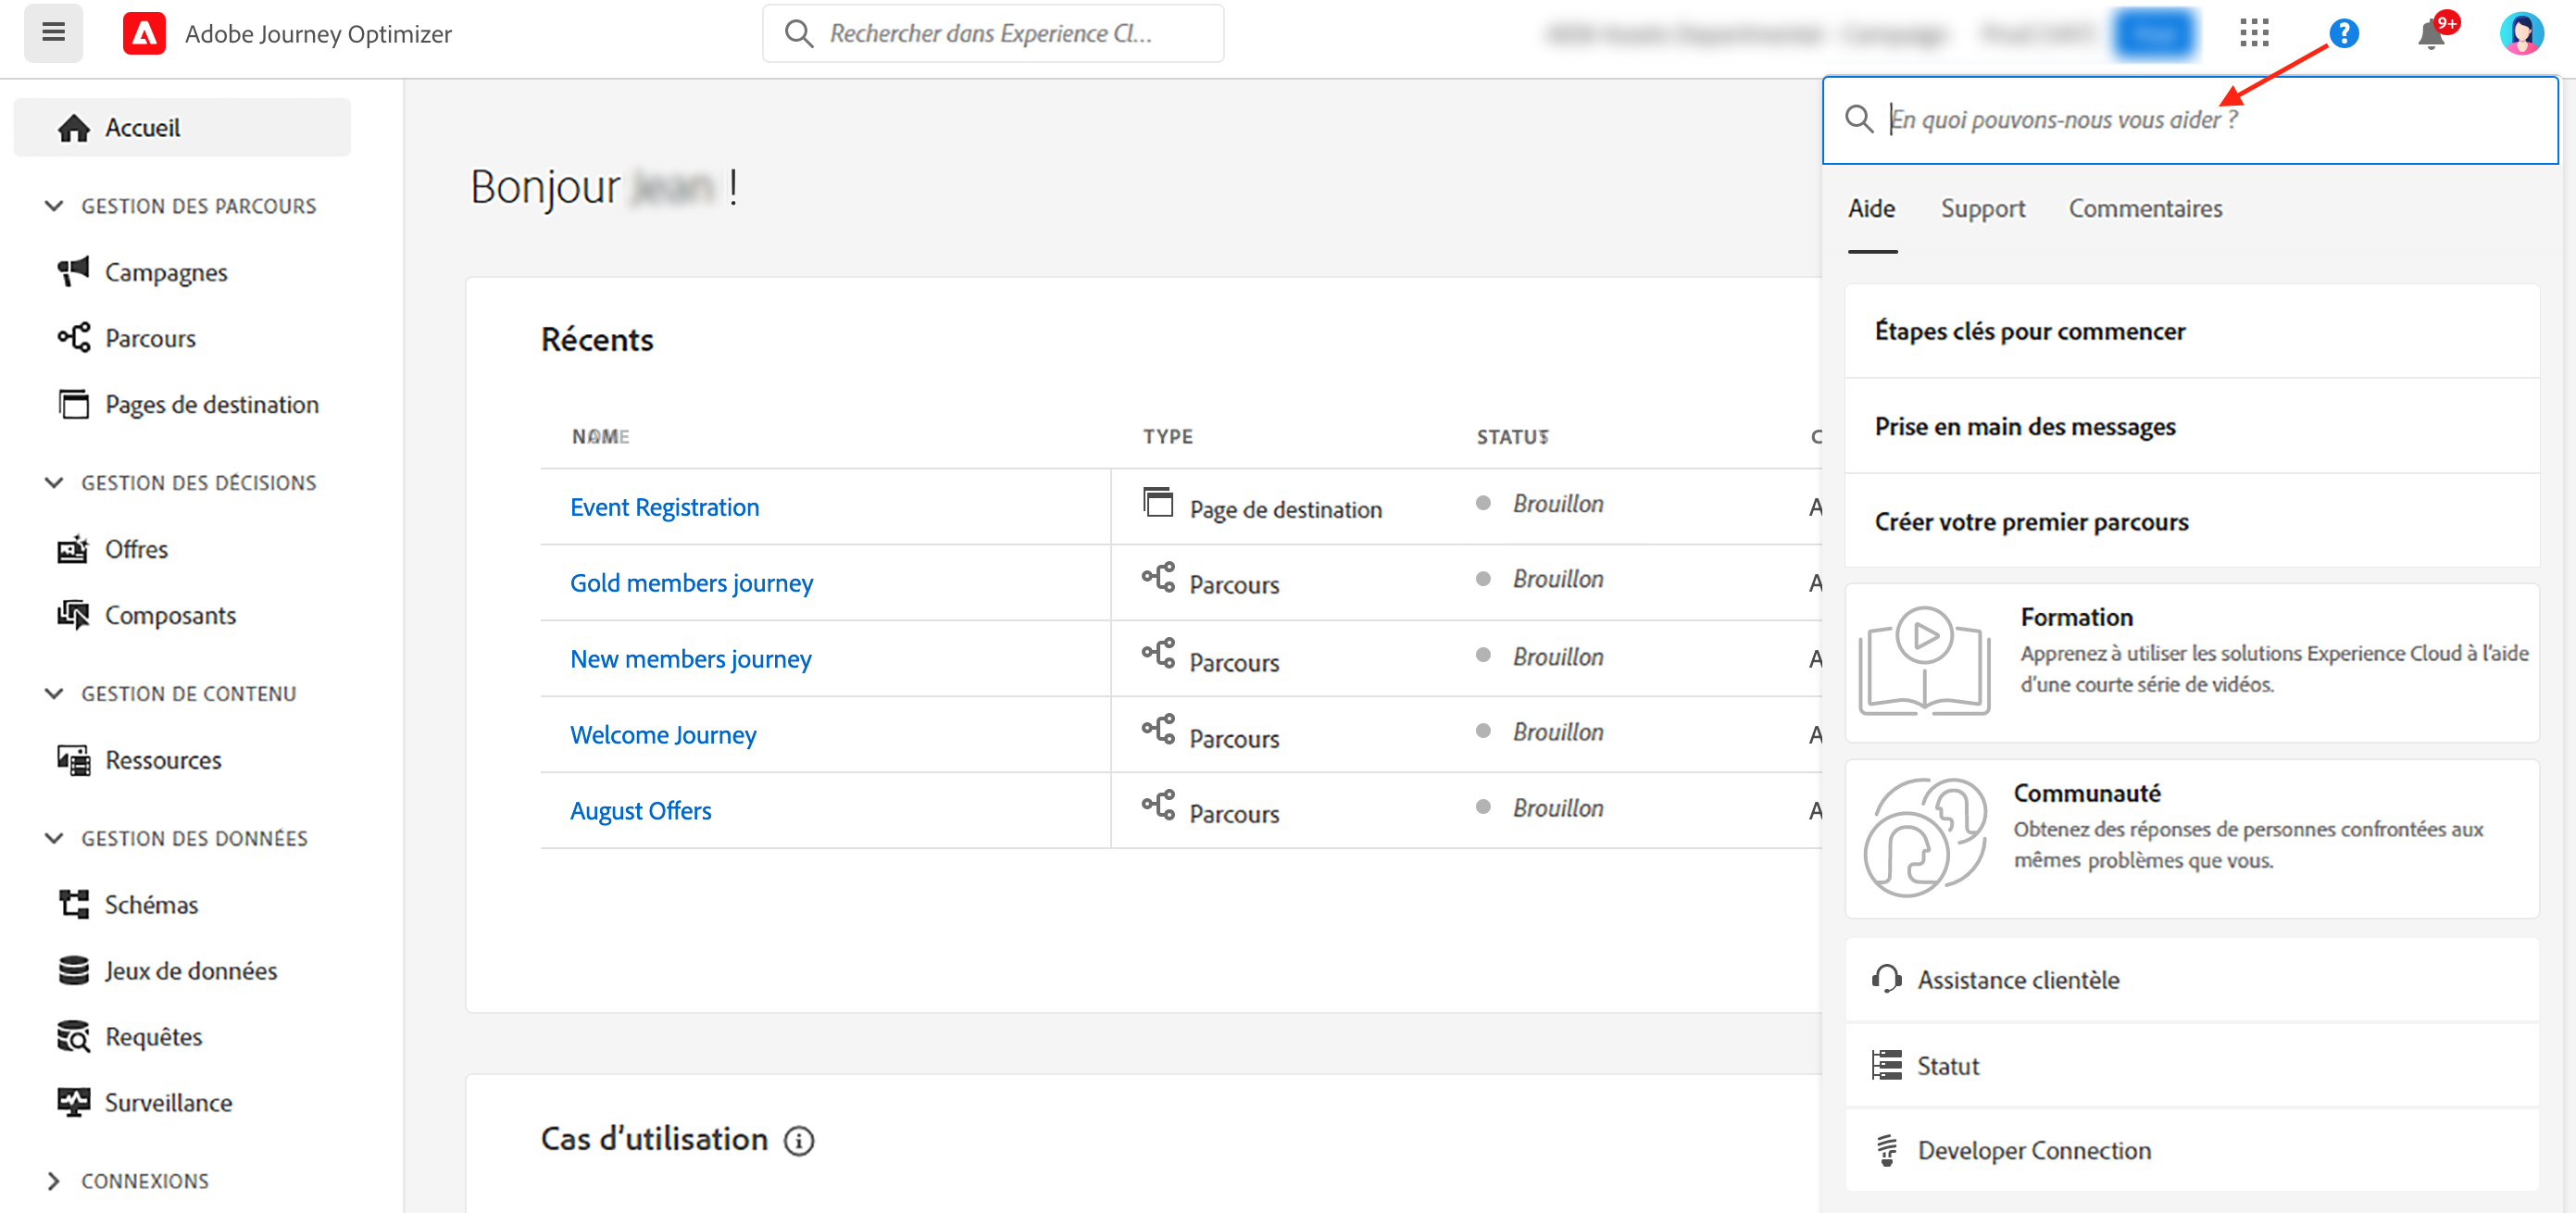 Adobe Journey Optimizer
Rechercher dans Experience Cl...
?
9+
Accueil
GESTION DES PARCOURS
Campagnes
Parcours
Pages de destination
GESTION DES DÉCISIONS
Offres
Composants
GESTION DE CONTENU
Ressources
GESTION DES DONNÉES
Schémas
Jeux de données
Requêtes
Surveillance
CONNEXIONS
Bonjour !
Récents
TYPE STATUT
Event Registration Page de destination Brouillon A
Gold members journey Parcours Brouillon A
New members journey Parcours Brouillon A
Welcome Journey Parcours Brouillon A
August Offers Parcours Brouillon A
Cas d'utilisation
En quoi pouvons-nous vous aider ?
Aide Support Commentaires
Étapes clés pour commencer
Prise en main des messages
Créer votre premier parcours
Formation
Apprenez à utiliser les solutions Experience Cloud à l'aide
d'une courte série de vidéos.
Communauté
Obtenez des réponses de personnes confrontées aux
mêmes problèmes que vous.
Assistance clientèle
Statut
Developer Connection